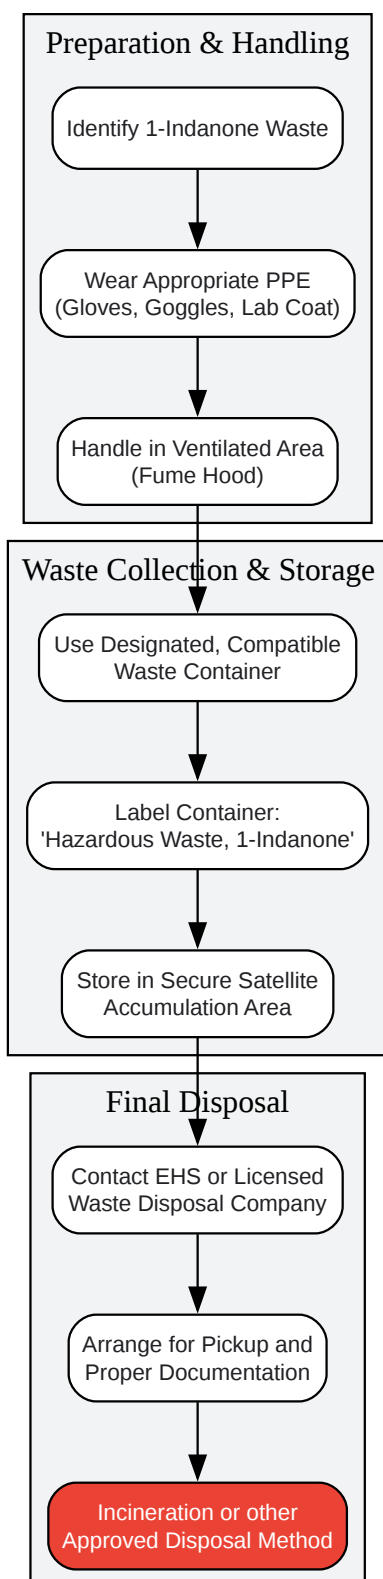 Preparation & Handling
Identify 1-Indanone Waste
Wear Appropriate PPE
(Gloves, Goggles, Lab Coat)
Handle in Ventilated Area
(Fume Hood)
Waste Collection & Storage
Use Designated, Compatible
Waste Container
Label Container:
'Hazardous Waste, 1-Indanone'
Store in Secure Satellite
Accumulation Area
Final Disposal
Contact EHS or Licensed
Waste Disposal Company
Arrange for Pickup and
Proper Documentation
Incineration or other
Approved Disposal Method